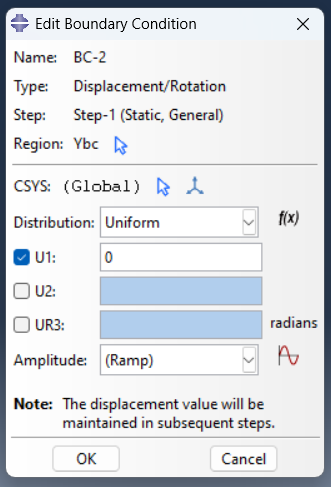 Edit Boundary Condition
Name: BC-2
Type: Displacement/Rotation
Step: Step-1 (Static, General)
Region: Ybc
CSYS: (Global)
Distribution: Uniform f(x)
U1: 0
U2:
UR3: radians
Amplitude: (Ramp)
Note: The displacement value will be
maintained in subsequent steps.
OK Cancel